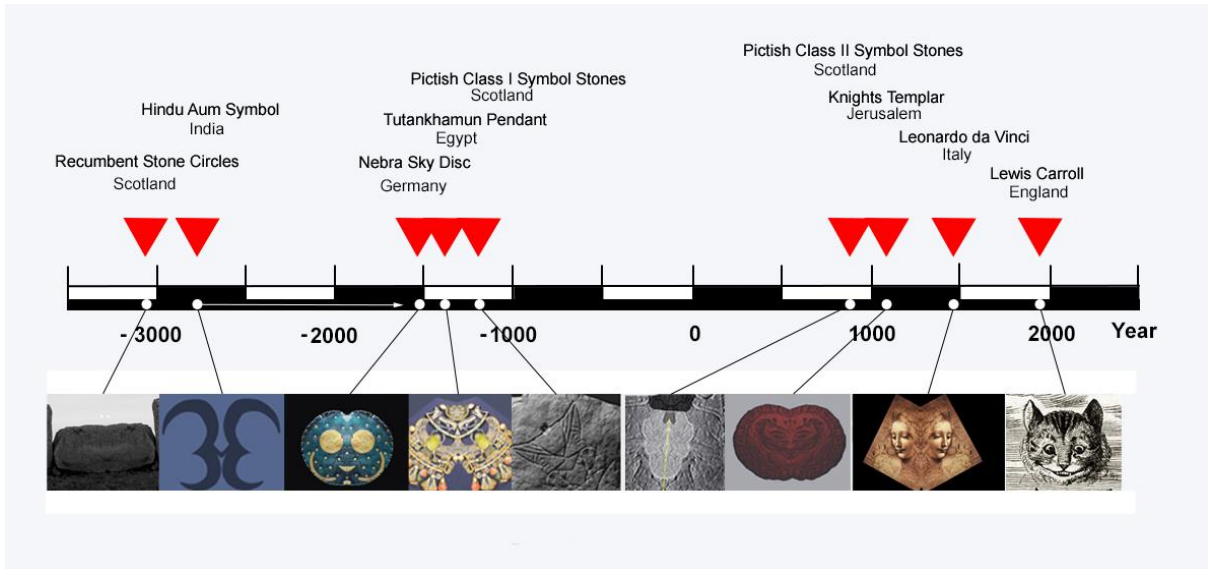 Pictish Class II Symbol Stones
Scotland
Pictish Class I Symbol Stones
Scotland
Knights Templar
Jerusalem
Hindu Aum Symbol
India
Tutankhamun Pendant
Egypt
Leonardo da Vinci
Italy
Recumbent Stone Circles
Scotland
Nebra Sky Disc
Germany
Lewis Carroll
England
-3000 -2000 -1000 0 1000 2000 Year